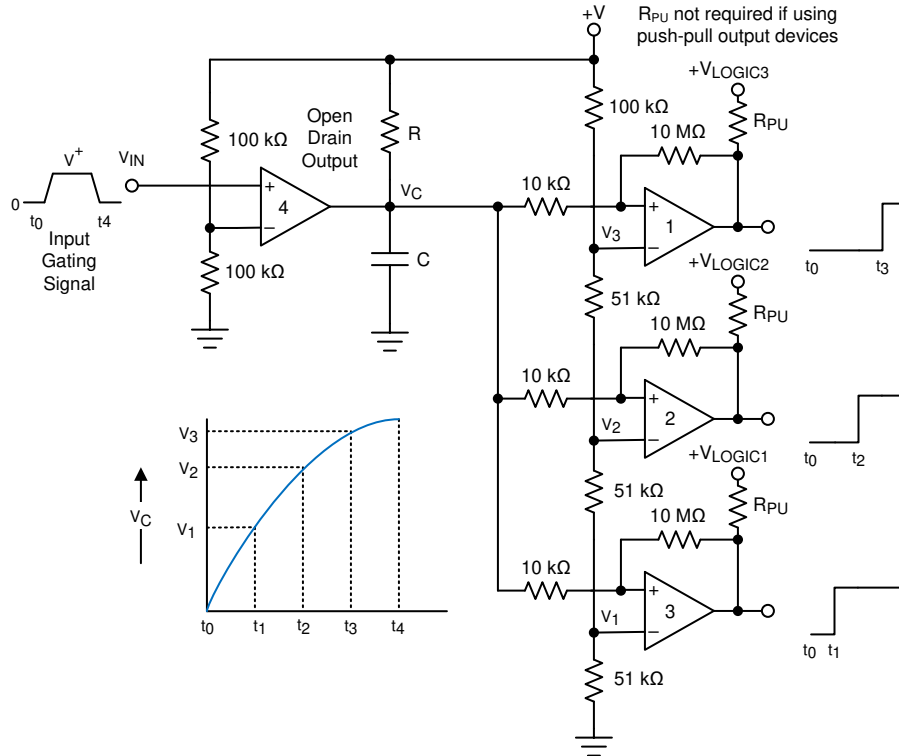 +V
RPU not required if using
push-pull output devices
+VLOGIC3
100 kΩ
RPU
10 MΩ
Open
Drain
Output
R
100 kΩ
V+
VIN
0
t0
t4
Input
Gating
Signal
+
4
−
VC
10 kΩ
+
1
−
V3
t0
t3
100 kΩ
C
+VLOGIC2
51 kΩ
RPU
10 MΩ
10 kΩ
+
2
−
V2
t0
t2
+VLOGIC1
V3
V2
V1
VC
t0
t1
t2
t3
t4
51 kΩ
RPU
10 MΩ
10 kΩ
+
3
−
V1
t0
t1
51 kΩ